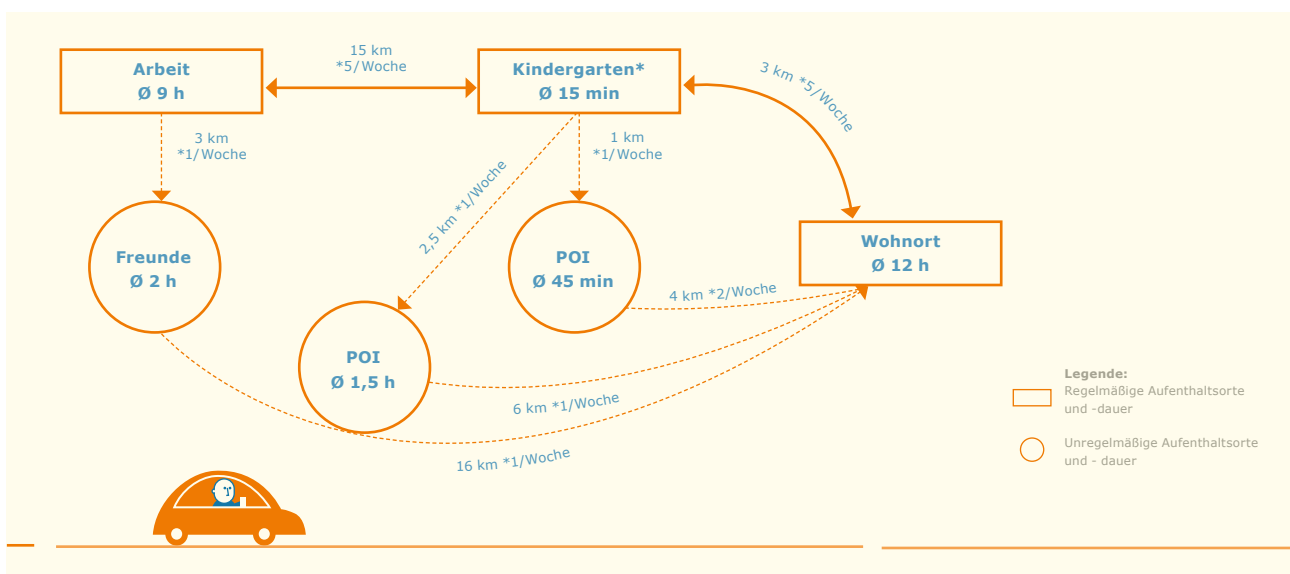 15 km
*5/Woche
Arbeit
Ø 9 h
Kindergarten*
Ø 15 min
3 km *5/Woche
3 km
*1/Woche
1 km
*1/Woche
2,5 km *1/Woche
Freunde
Ø 2 h
POI
Ø 45 min
Wohnort
Ø 12 h
4 km *2/Woche
POI
Ø 1,5 h
6 km *1/Woche
16 km *1/Woche
Legende:
Regelmäßige Aufenthaltsorte
und -dauer
Unregelmäßige Aufenthaltsorte
und - dauer